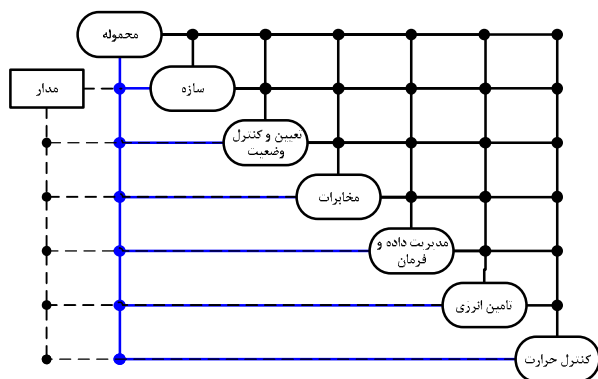 محموله
مدار
سازه
تعیین و کنترل
وضعیت
مخابرات
مدیریت داده و
فرمان
تامین انرژی
کنترل حرارت